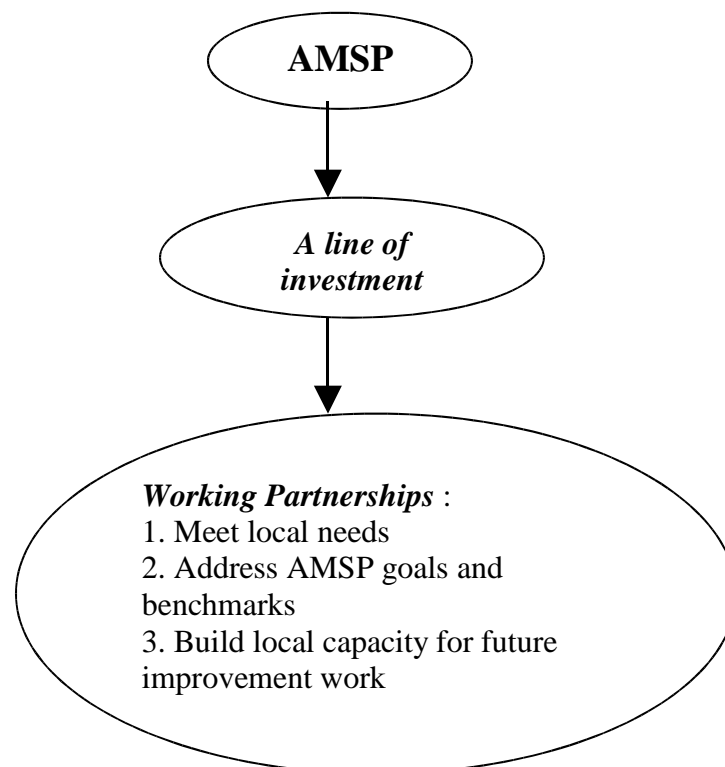 AMSP
A line of
investment
Working Partnerships :
1. Meet local needs
2. Address AMSP goals and
benchmarks
3. Build local capacity for future
improvement work